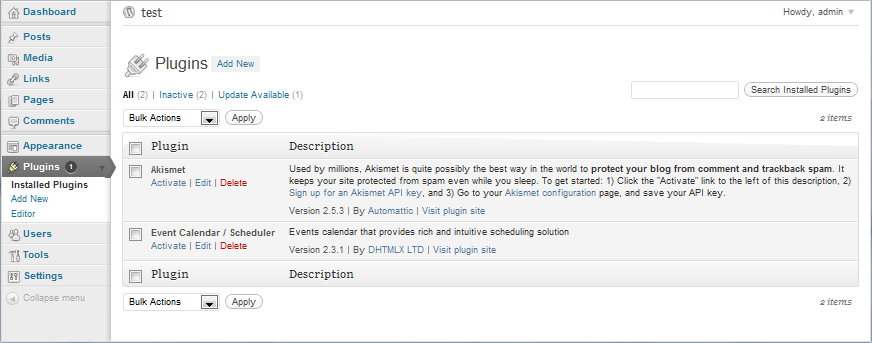 Dashboard
Posts
Media
Links
Pages
Comments
Appearance
Plugins 1
Installed Plugins
Add New
Editor
Users
Tools
Settings
Collapse menu
test
Howdy, admin
Plugins Add New
All (2) | Inactive (2) | Update Available (1)
Search Installed Plugins
Bulk Actions Apply
2 items
Plugin Description
Akismet
Activate | Edit | Delete
Used by millions, Akismet is quite possibly the best way in the world to protect your blog from comment and trackback spam. It
keeps your site protected from spam even while you sleep. To get started: 1) Click the "Activate" link to the left of this description, 2)
Sign up for an Akismet API key, and 3) Go to your Akismet configuration page, and save your API key.
Version 2.5.3 | By Automattic | Visit plugin site
Event Calendar / Scheduler
Activate | Edit | Delete
Events calendar that provides rich and intuitive scheduling solution
Version 2.3.1 | By DHTMLX LTD | Visit plugin site
Plugin Description
Bulk Actions Apply
2 items